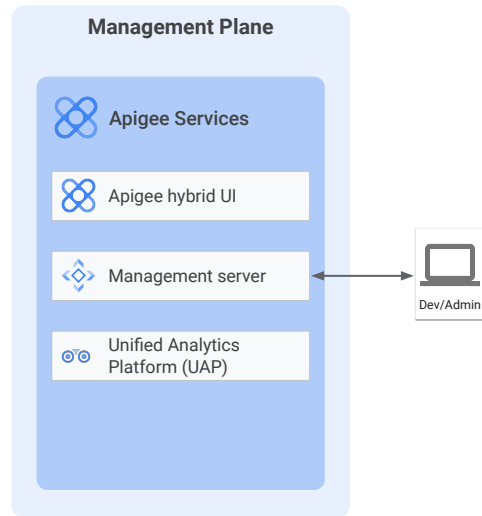 Management Plane
Apigee Services
Apigee hybrid UI
Management server
Unified Analytics
Platform (UAP)
Dev/Admin